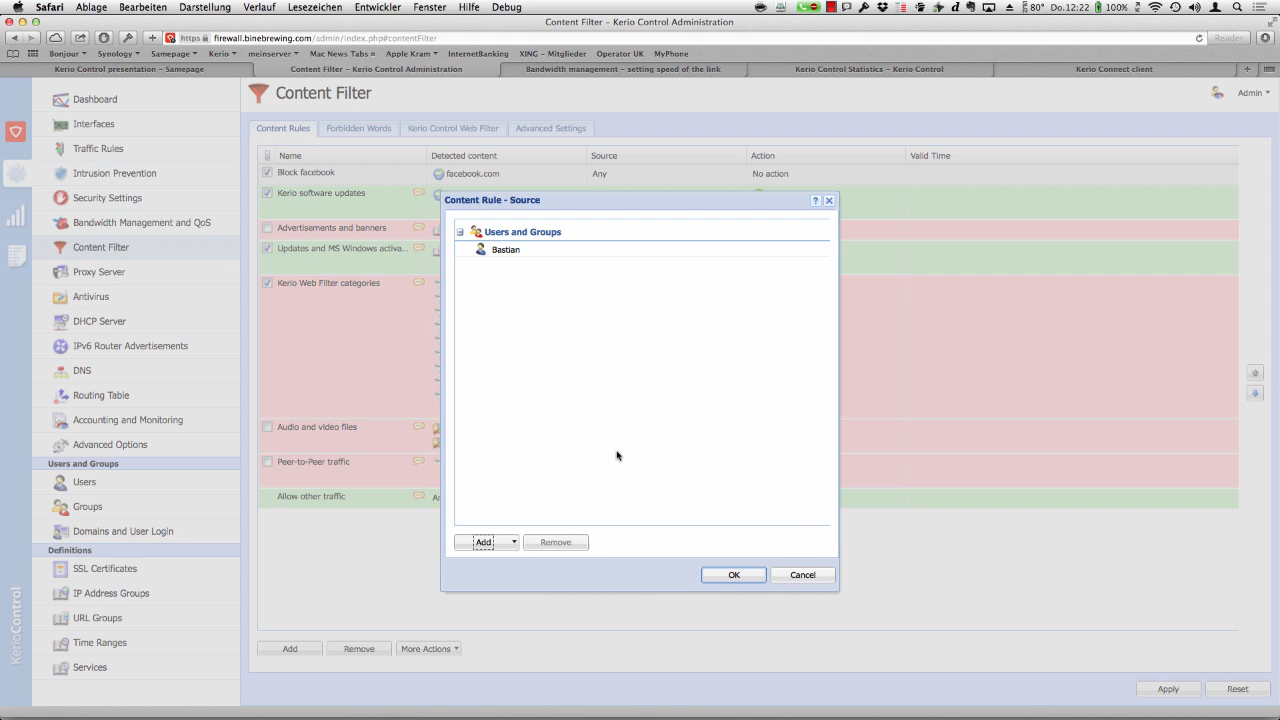 Safari Ablage Bearbeiten Darstellung Verlauf Lesezeichen Entwickler Fenster Hilfe Debug 80° Do.12:22 100%
Content Filter – Kerio Control Administration
https firewall.binebrewing.com/admin/index.php#contentFilter Reader
Bonjour Synology Samepage Kerio meinserver Mac News Tabs Apple Kram InternetBanking XING – Mitglieder Operator UK MyPhone
Kerio Control presentation – Samepage Content Filter – Kerio Control Administration Bandwidth management – setting speed of the link Kerio Control Statistics – Kerio Control Kerio Connect client
Content Filter
Admin
Dashboard
Interfaces
Traffic Rules
Intrusion Prevention
Security Settings
Bandwidth Management and QoS
Content Filter
Proxy Server
Antivirus
DHCP Server
IPv6 Router Advertisements
DNS
Routing Table
Accounting and Monitoring
Advanced Options
Users and Groups
Users
Groups
Domains and User Login
Definitions
SSL Certificates
IP Address Groups
URL Groups
Time Ranges
Services
KerioControl
Content Rules Forbidden Words Kerio Control Web Filter Advanced Settings
Name Detected content Source Action Valid Time
Block facebook facebook.com Any No action
Kerio software updates
Advertisements and banners
Updates and MS Windows activa...
Kerio Web Filter categories
Audio and video files
Peer-to-Peer traffic
Allow other traffic
Content Rule - Source
Users and Groups
Bastian
Add Remove
OK Cancel
Add Remove More Actions
Apply Reset